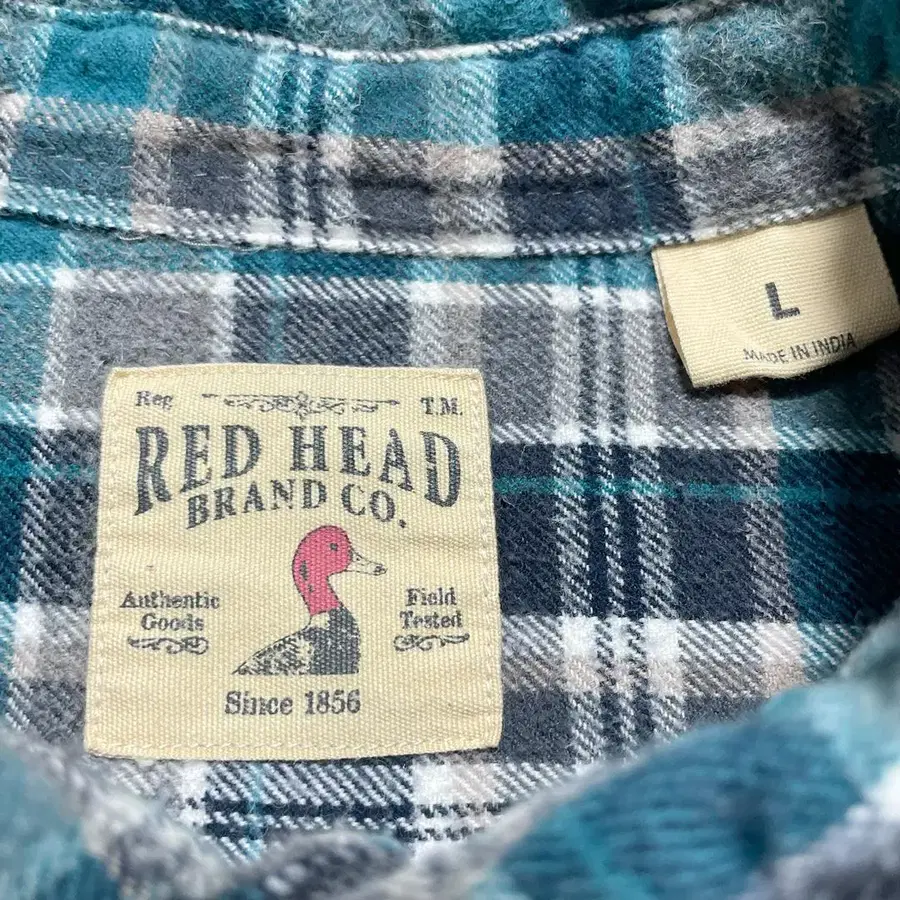 Reg T.M.
RED HEAD
BRAND CO.
Authentic Goods
Field Tested
Since 1856
L
MADE IN INDIA